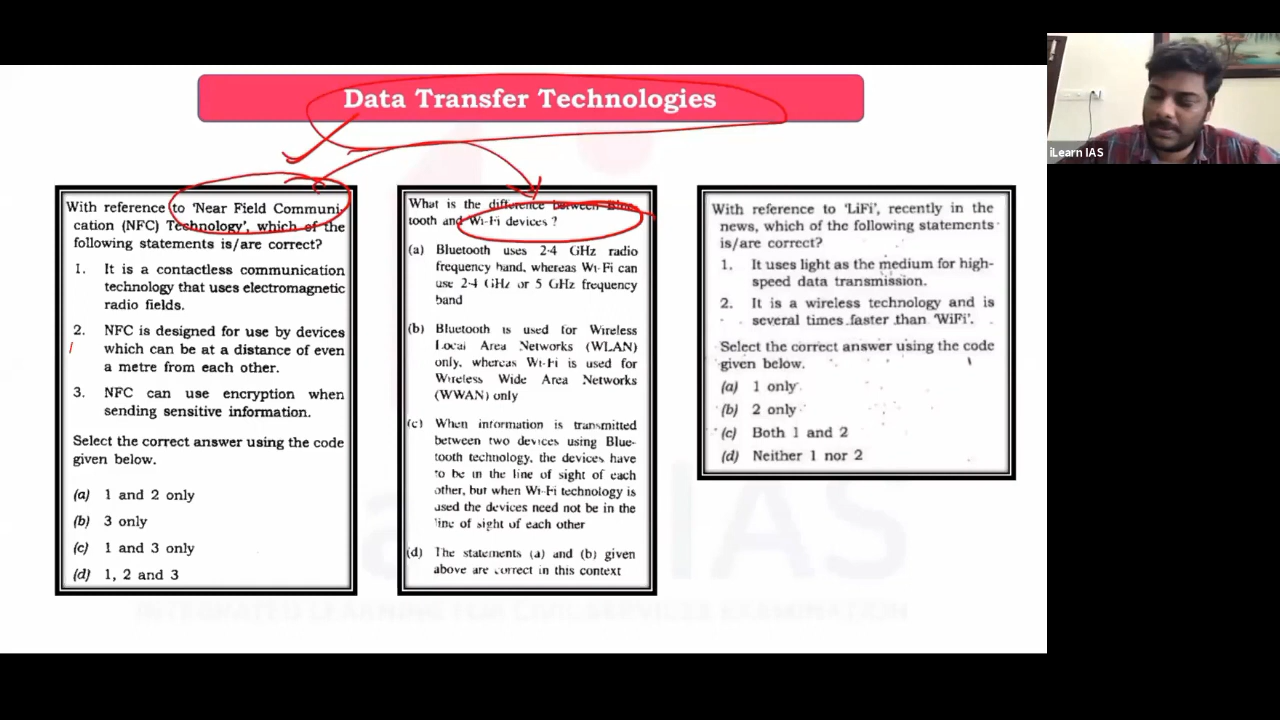 Data Transfer Technologies
iLearn IAS
With reference to 'Near Field Communi-
cation (NFC) Technology', which of the
following statements is/are correct?
1. It is a contactless communication
technology that uses electromagnetic
radio fields.
2. NFC is designed for use by devices
which can be at a distance of even
a metre from each other.
3. NFC can use encryption when
sending sensitive information.
Select the correct answer using the code
given below.
(a) 1 and 2 only
(b) 3 only
(c) 1 and 3 only
(d) 1, 2 and 3
What is the difference between Blue-
tooth and Wi-Fi devices ?
(a) Bluetooth uses 2·4 GHz radio
frequency band, whereas Wi-Fi can
use 2·4 GHz or 5 GHz frequency
band
(b) Bluetooth is used for Wireless
Local Area Networks (WLAN)
only, whereas Wi-Fi is used for
Wireless Wide Area Networks
(WWAN) only
(c) When information is transmitted
between two devices using Blue-
tooth technology, the devices have
to be in the line of sight of each
other, but when Wi-Fi technology is
used the devices need not be in the
line of sight of each other
(d) The statements (a) and (b) given
above are correct in this context
With reference to 'LiFi', recently in the
news, which of the following statements
is/are correct?
1. It uses light as the medium for high-
speed data transmission.
2. It is a wireless technology and is
several times faster than 'WiFi'.
Select the correct answer using the code
given below.
(a) 1 only
(b) 2 only
(c) Both 1 and 2
(d) Neither 1 nor 2
IAS